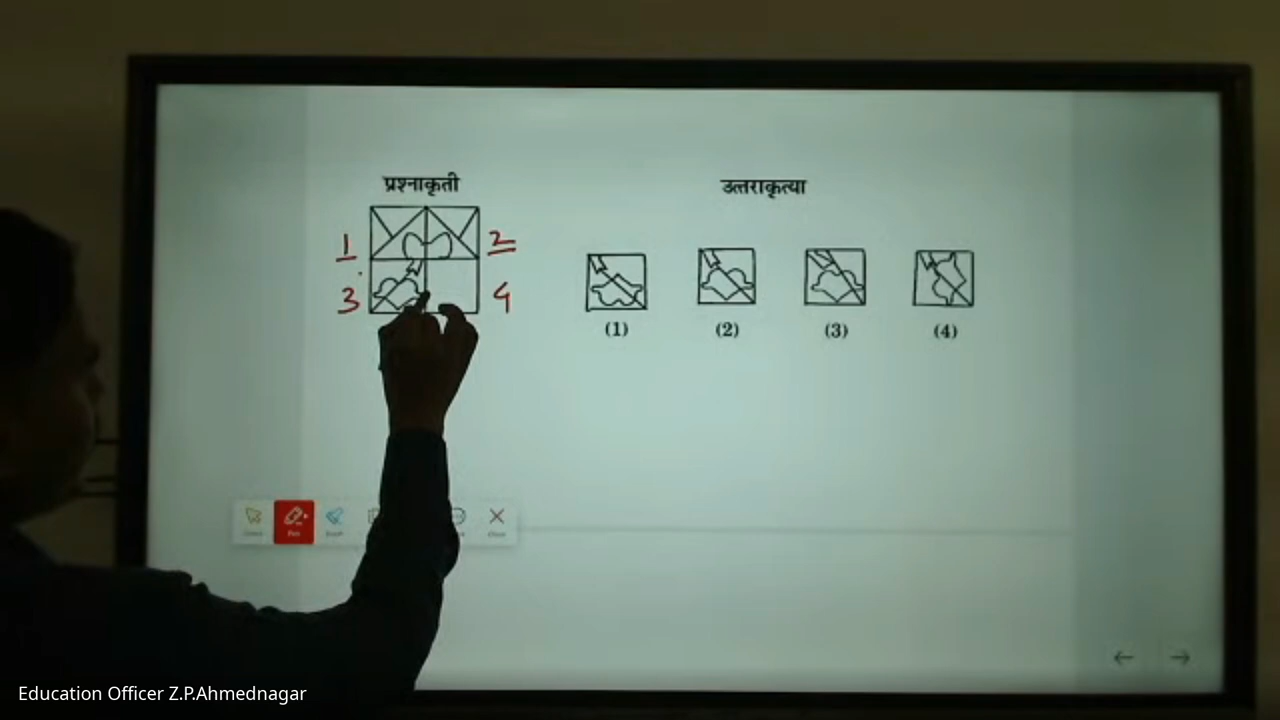 प्रश्नाकृती
उत्तराकृत्या
1
2
3
4
(1)
(2)
(3)
(4)
Education Officer Z.P.Ahmednagar